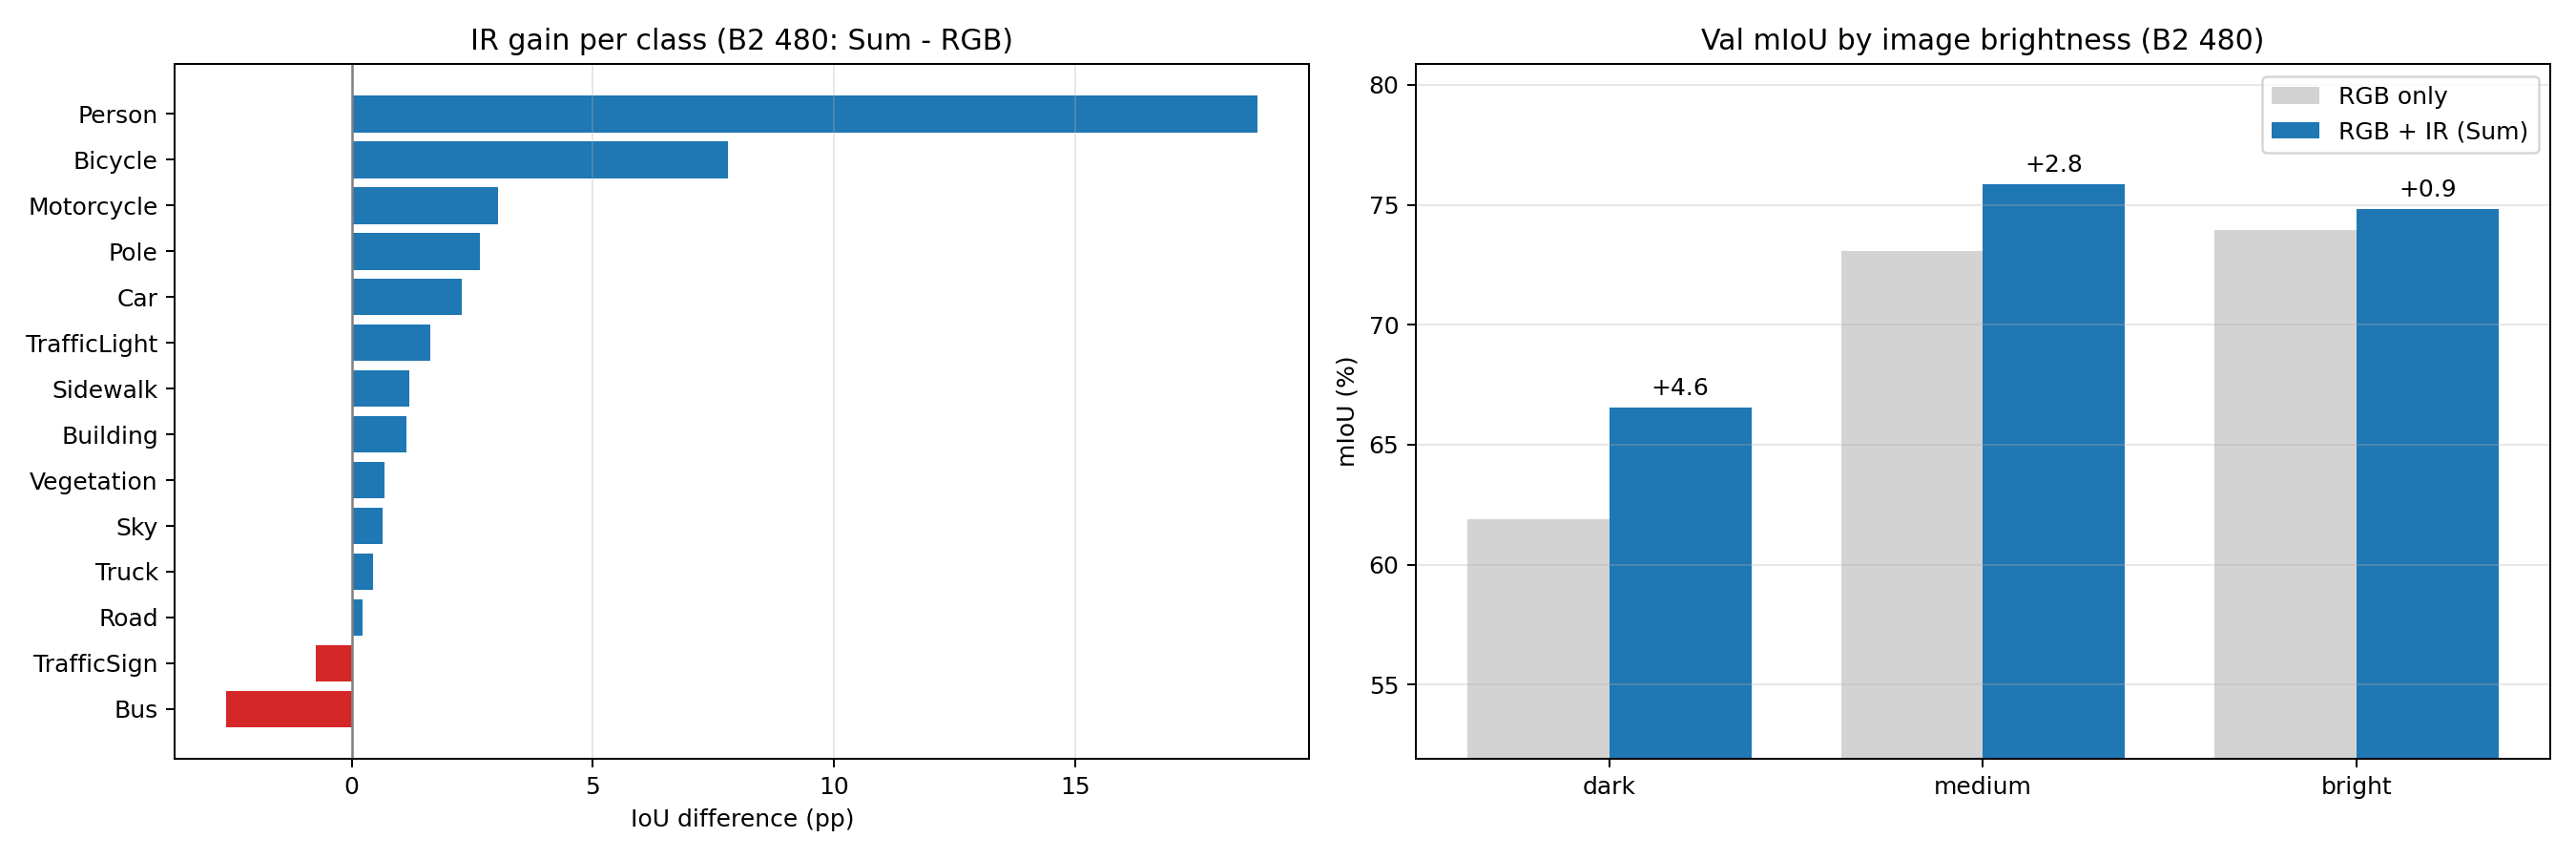 IR gain per class (B2 480: Sum - RGB)
Person
Bicycle
Motorcycle
Pole
Car
TrafficLight
Sidewalk
Building
Vegetation
Sky
Truck
Road
TrafficSign
Bus
0 5 10 15
IoU difference (pp)
Val mIoU by image brightness (B2 480)
RGB only
RGB + IR (Sum)
mIoU (%)
80
75
70
65
60
55
+4.6
+2.8
+0.9
dark medium bright